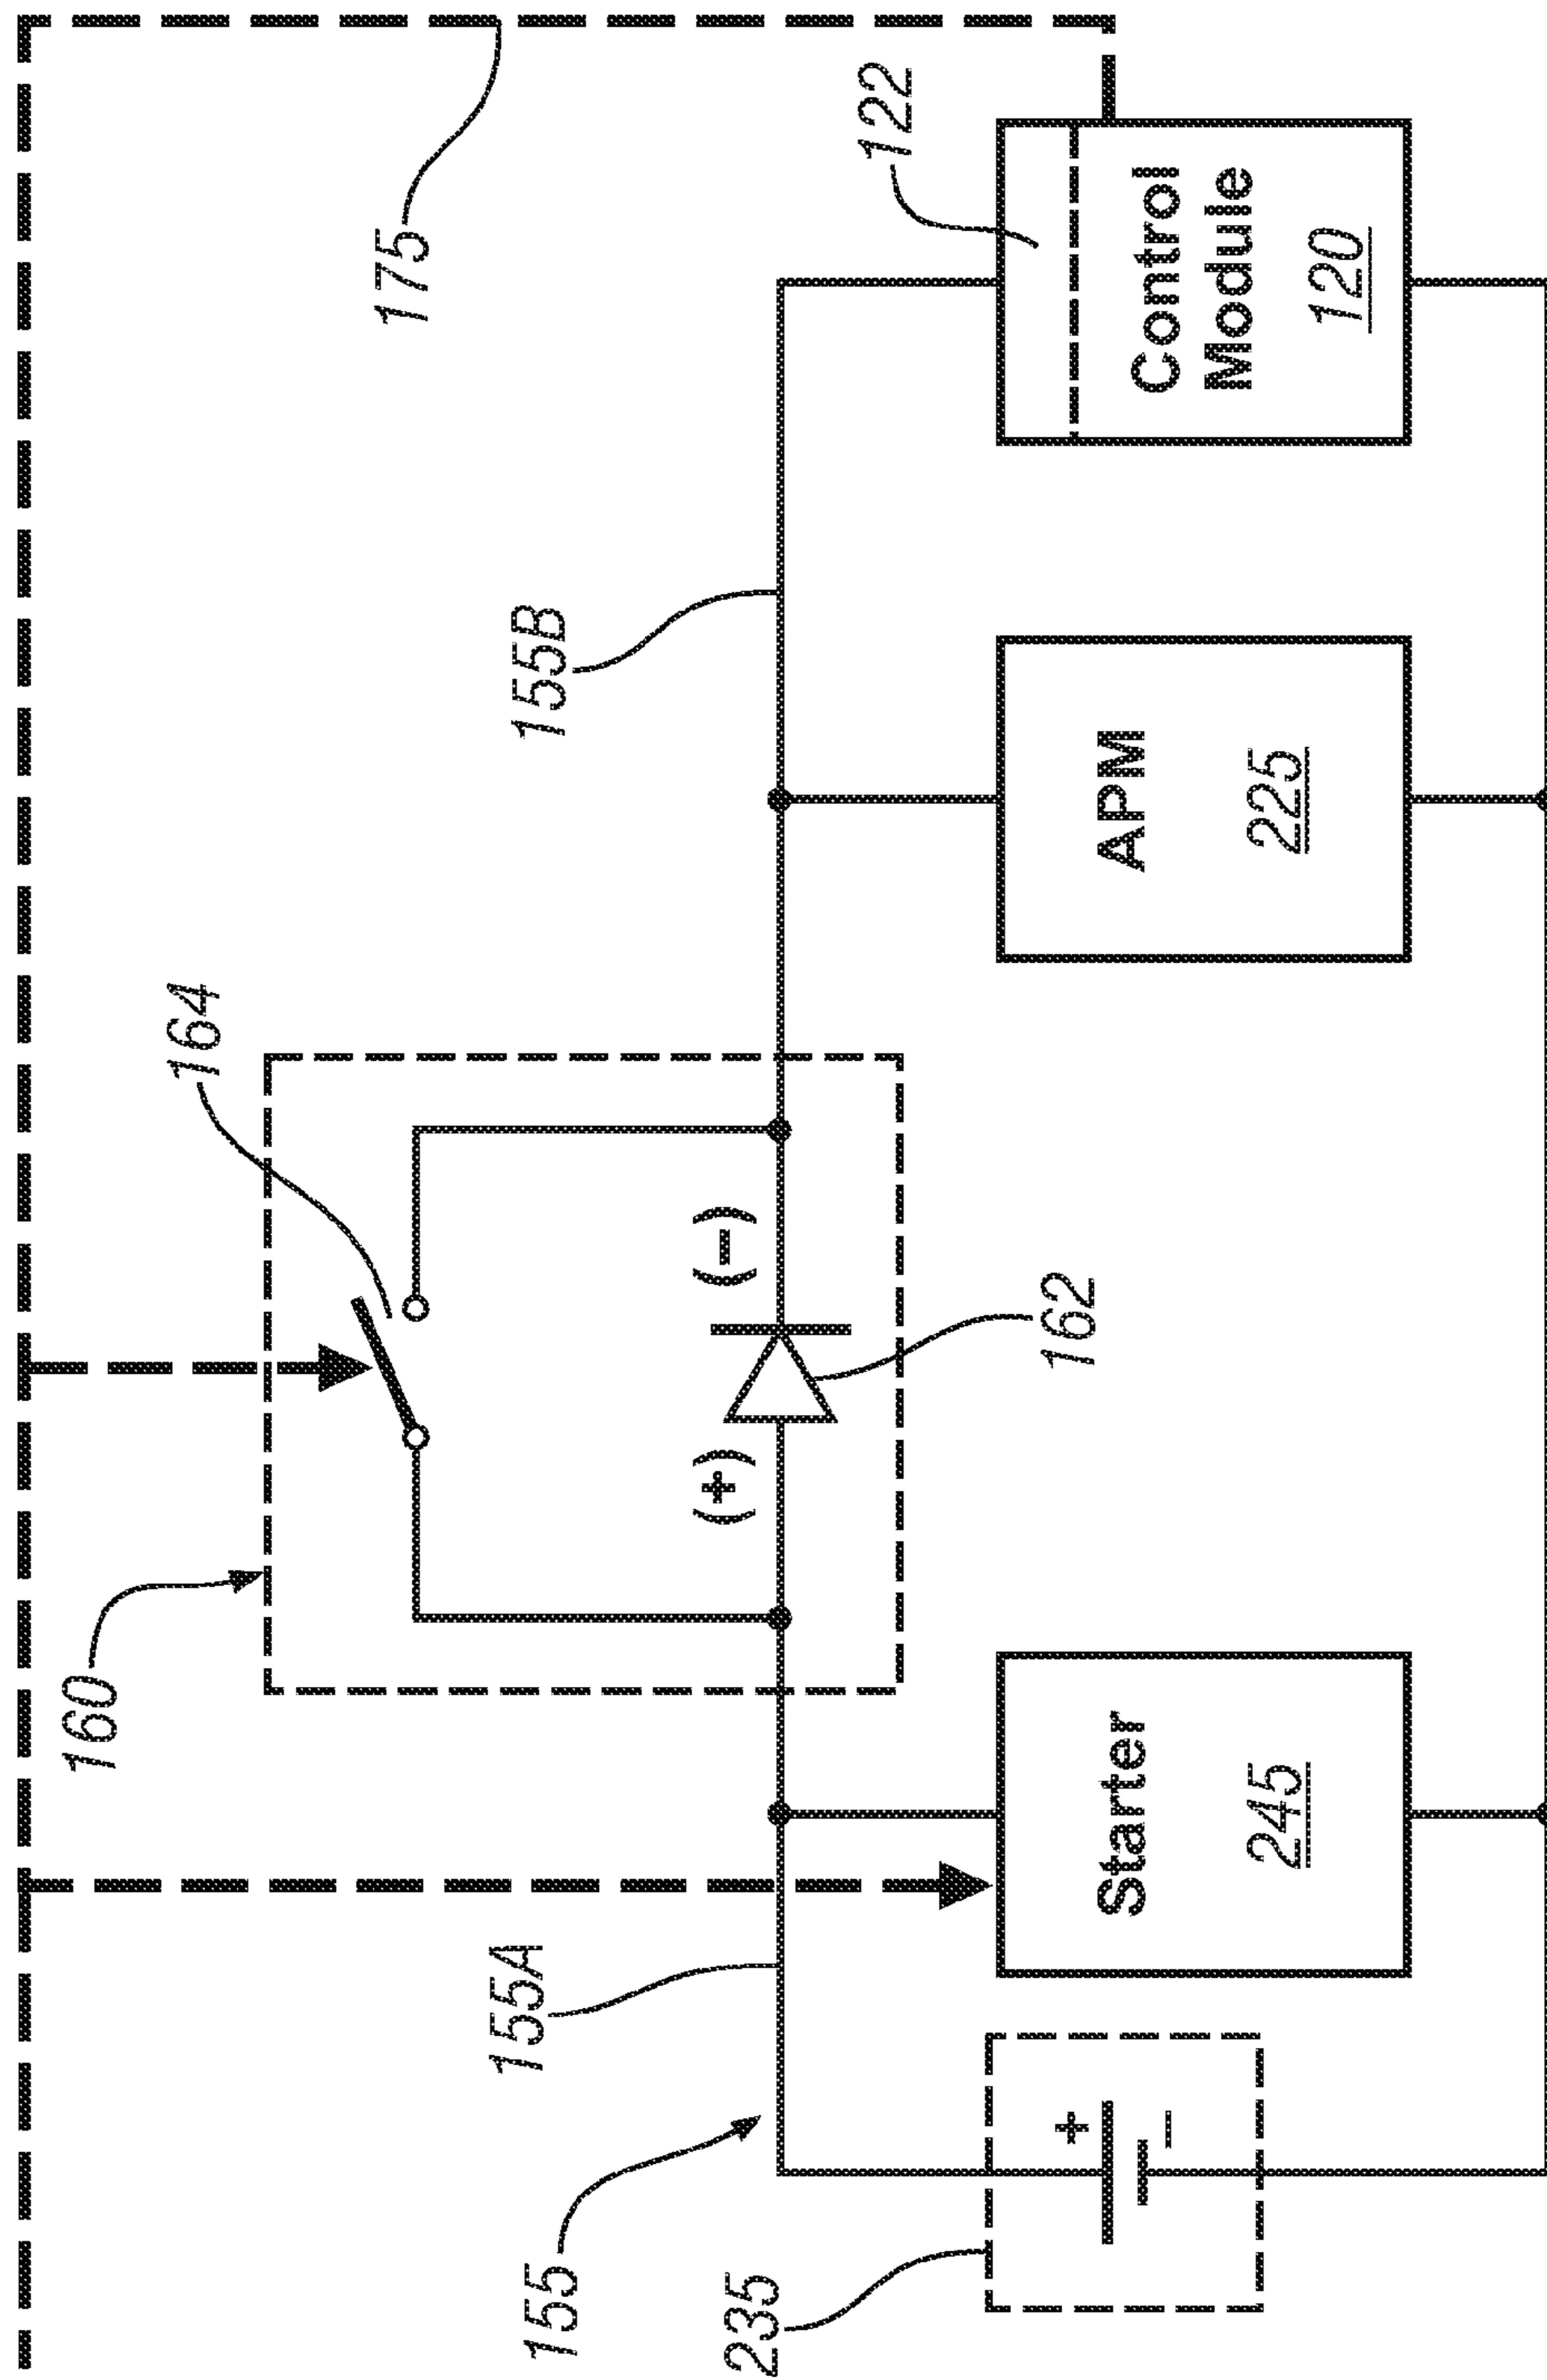 175
164
160
155B
122
155A
155
(+)
(-)
162
235
+
-
Starter
245
APM
225
Control
Module
120